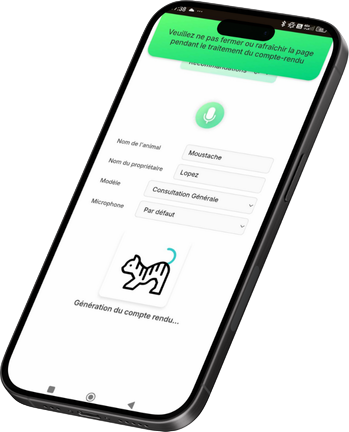 :38
Veuillez ne pas fermer ou rafraîchir la page
pendant le traitement du compte-rendu
Nom de l'animal
Moustache
Nom du propriétaire
Lopez
Modèle
Consultation Générale
Microphone
Par défaut
Génération du compte rendu...